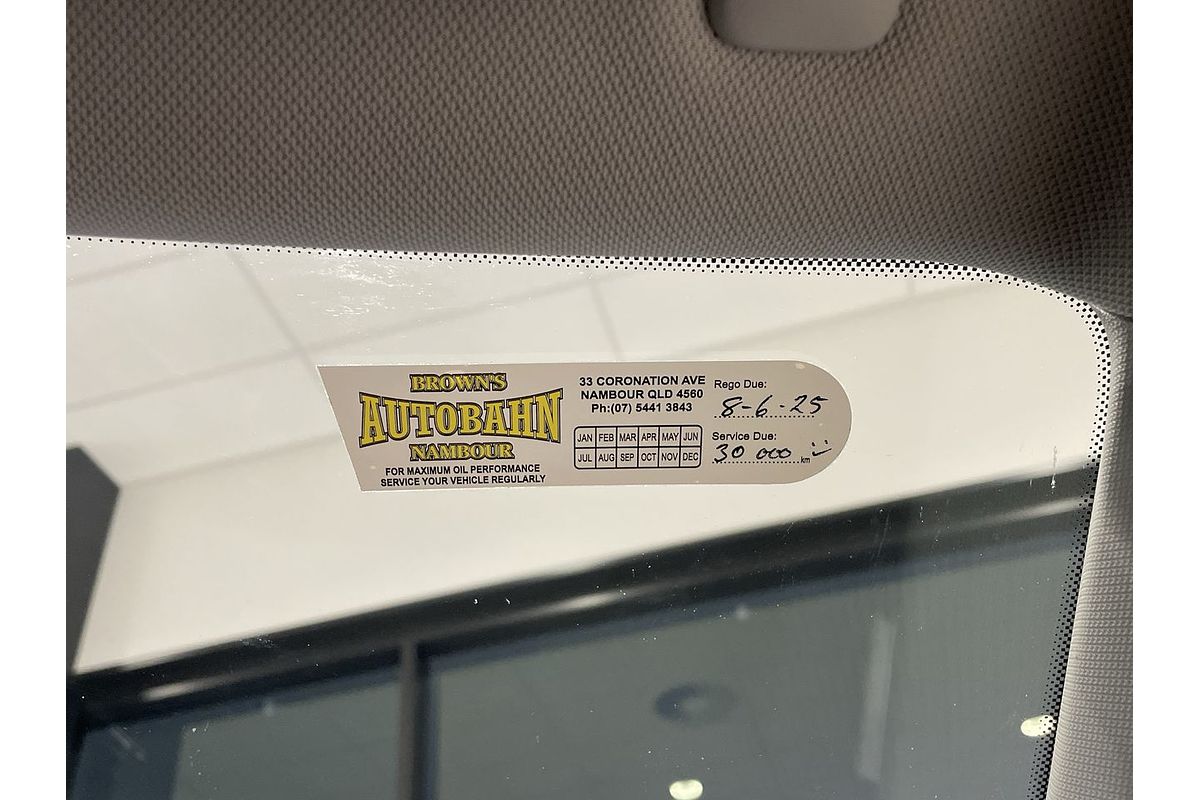 BROWN'S
AUTOBAHN
NAMBOUR
FOR MAXIMUM OIL PERFORMANCE
SERVICE YOUR VEHICLE REGULARLY
33 CORONATION AVE
NAMBOUR QLD 4560
Ph:(07) 5441 3843
JAN FEB MAR APR MAY JUN
JUL AUG SEP OCT NOV DEC
Rego Due:
8-6-25
Service Due:
30 000 km